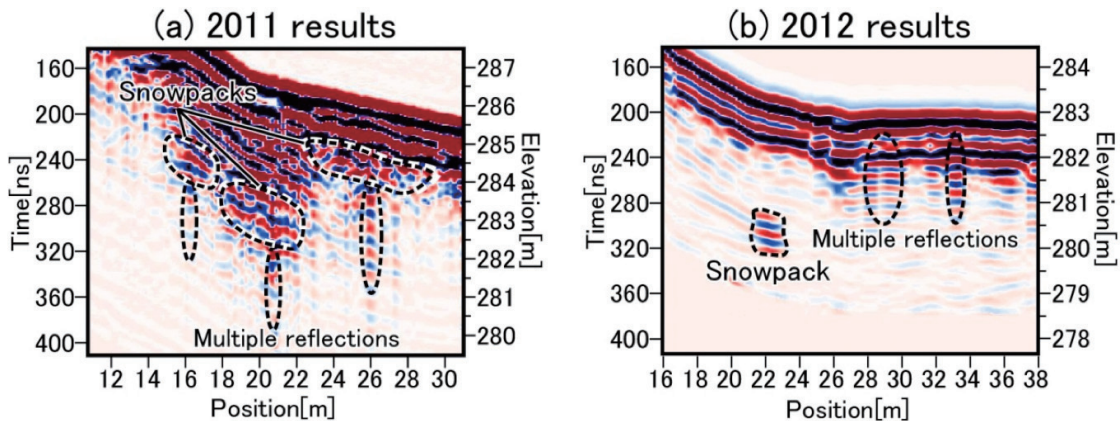 (a) 2011 results
160
200
240
280
320
360
400
Time[ns]
Snowpacks
Multiple reflections
287
286
285
284
283
282
281
280
Elevation[m]
12 14 16 18 20 22 24 26 28 30
Position[m]
(b) 2012 results
160
200
240
280
320
360
400
Time[ns]
Snowpack
Multiple reflections
284
283
282
281
280
279
278
Elevation[m]
16 18 20 22 24 26 28 30 32 34 36 38
Position[m]